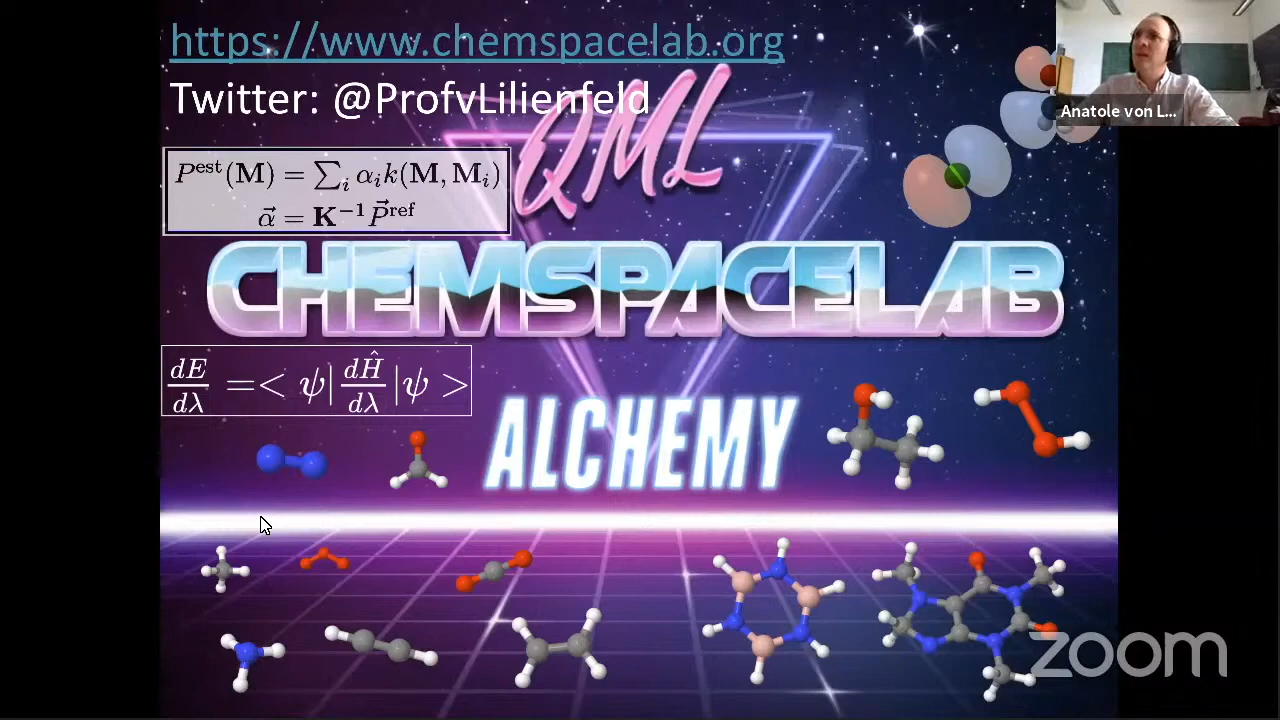 https://www.chemspacelab.org
Twitter: @ProfvLilienfeld
Anatole von L...
QML
P^est(M) = ∑_i α_i k(M, M_i)
α⃗ = K^−1 P⃗^ref
CHEMSPACELAB
dE/dλ =< ψ| dĤ/dλ |ψ >
ALCHEMY
zoom